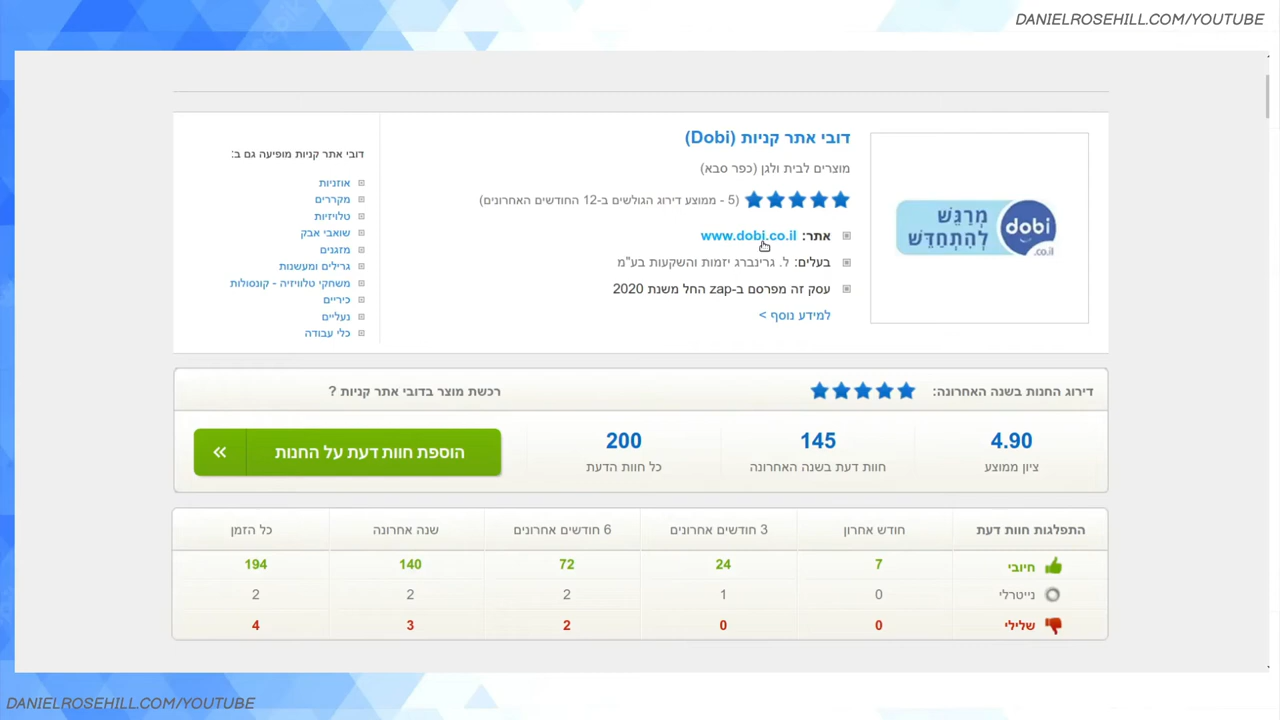 DANIELROSEHILL.COM/YOUTUBE
דובי אתר קניות (Dobi)
מוצרים לבית ולגן (כפר סבא)
(5 - ממוצע דירוג הגולשים ב-12 החודשים האחרונים)
אתר: www.dobi.co.il
בעלים: ל. גרינברג יזמות והשקעות בע"מ
עסק זה מפרסם ב-zap החל משנת 2020
למידע נוסף >
מְרַגֵּשׁ
לְהִתְחַדֵּשׁ
dobi
.co.il
דובי אתר קניות מופיעה גם ב:
אוזניות
מקררים
טלויזיות
שואבי אבק
מזגנים
גרילים ומעשנות
משחקי טלוויזיה - קונסולות
כיריים
נעליים
כלי עבודה
דירוג החנות בשנה האחרונה:
רכשת מוצר בדובי אתר קניות ?
4.90 145 200
ציון ממוצע חוות דעת בשנה האחרונה כל חוות הדעת
הוספת חוות דעת על החנות »
התפלגות חוות דעת חודש אחרון 3 חודשים אחרונים 6 חודשים אחרונים שנה אחרונה כל הזמן
חיובי 7 24 72 140 194
נייטרלי 0 1 2 2 2
שלילי 0 0 2 3 4
DANIELROSEHILL.COM/YOUTUBE